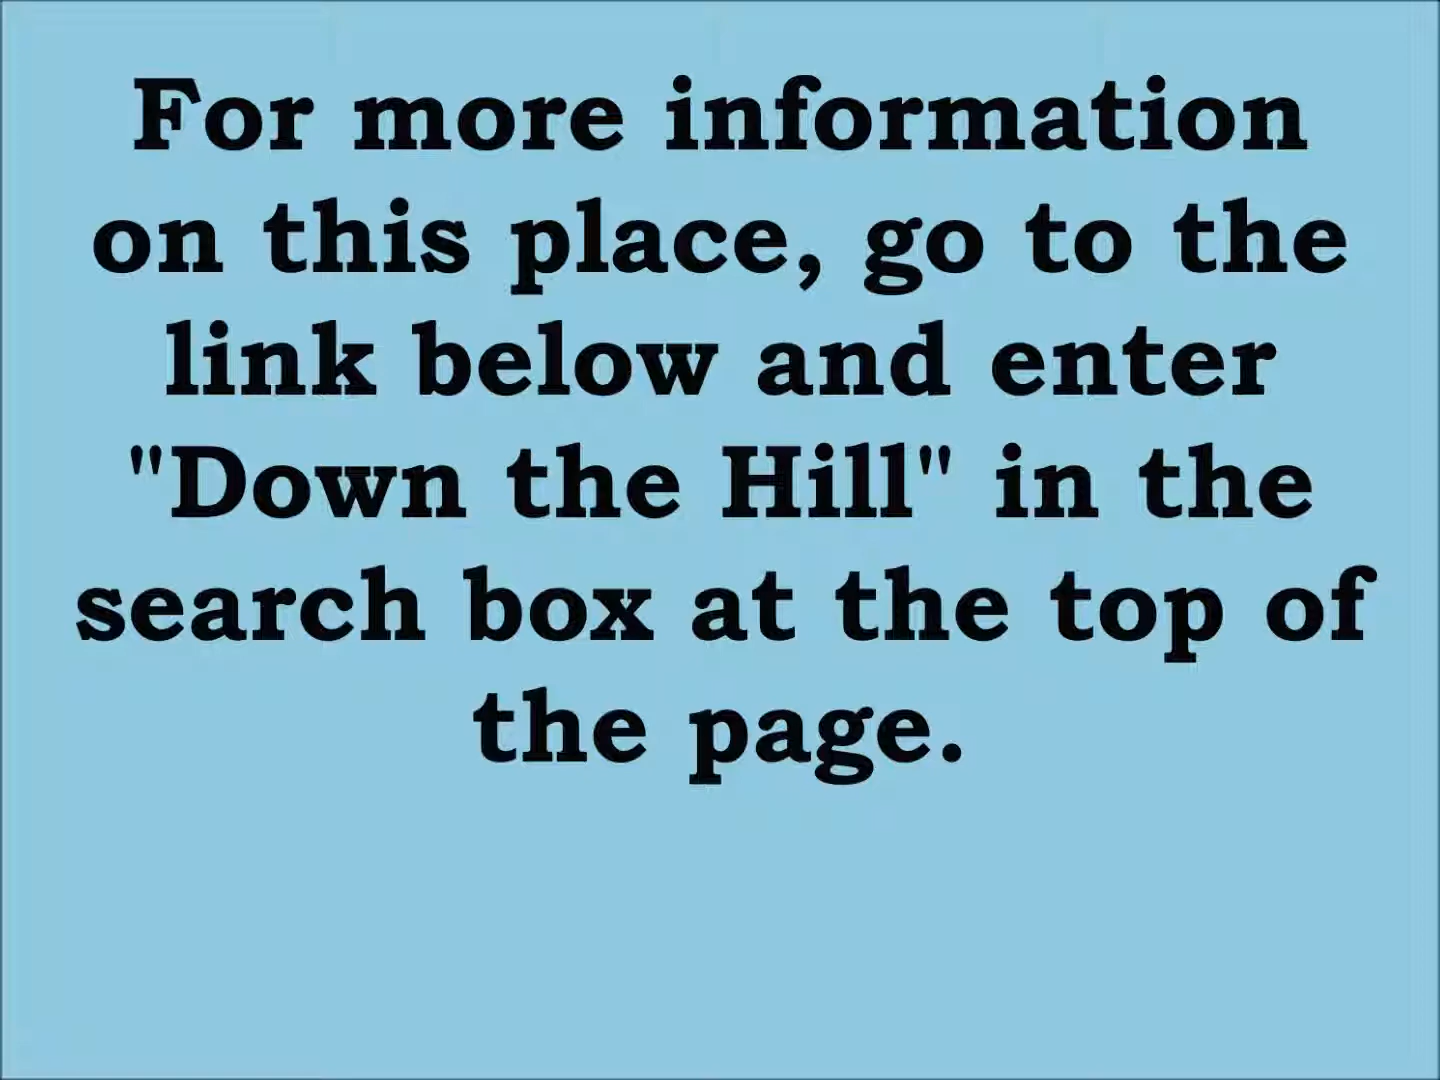 For more information
on this place, go to the
link below and enter
"Down the Hill" in the
search box at the top of
the page.